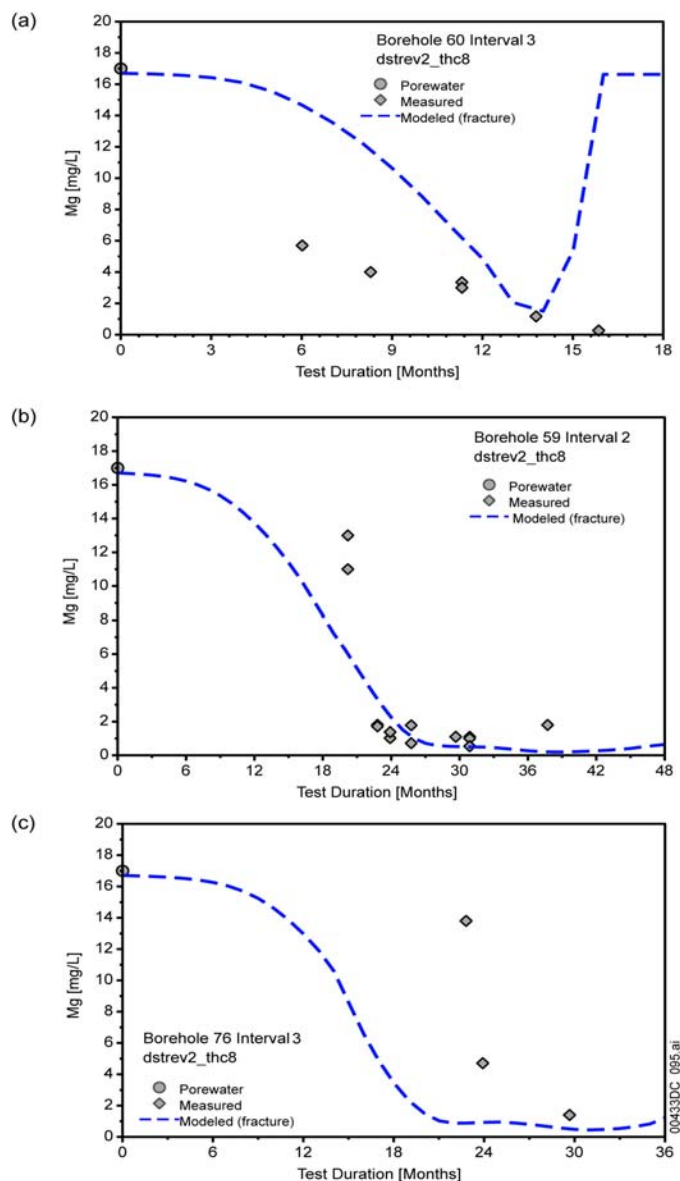 (a)
20
18
16
14
12
10
8
6
4
2
0
Mg [mg/L]
Borehole 60 Interval 3
dstrev2_thc8
Porewater
Measured
Modeled (fracture)
0 3 6 9 12 15 18
Test Duration [Months]
(b)
20
18
16
14
12
10
8
6
4
2
0
Mg [mg/L]
Borehole 59 Interval 2
dstrev2_thc8
Porewater
Measured
Modeled (fracture)
0 6 12 18 24 30 36 42 48
Test Duration [Months]
(c)
20
18
16
14
12
10
8
6
4
2
0
Mg [mg/L]
Borehole 76 Interval 3
dstrev2_thc8
Porewater
Measured
Modeled (fracture)
0 6 12 18 24 30 36
Test Duration [Months]
00433DC_095.ai